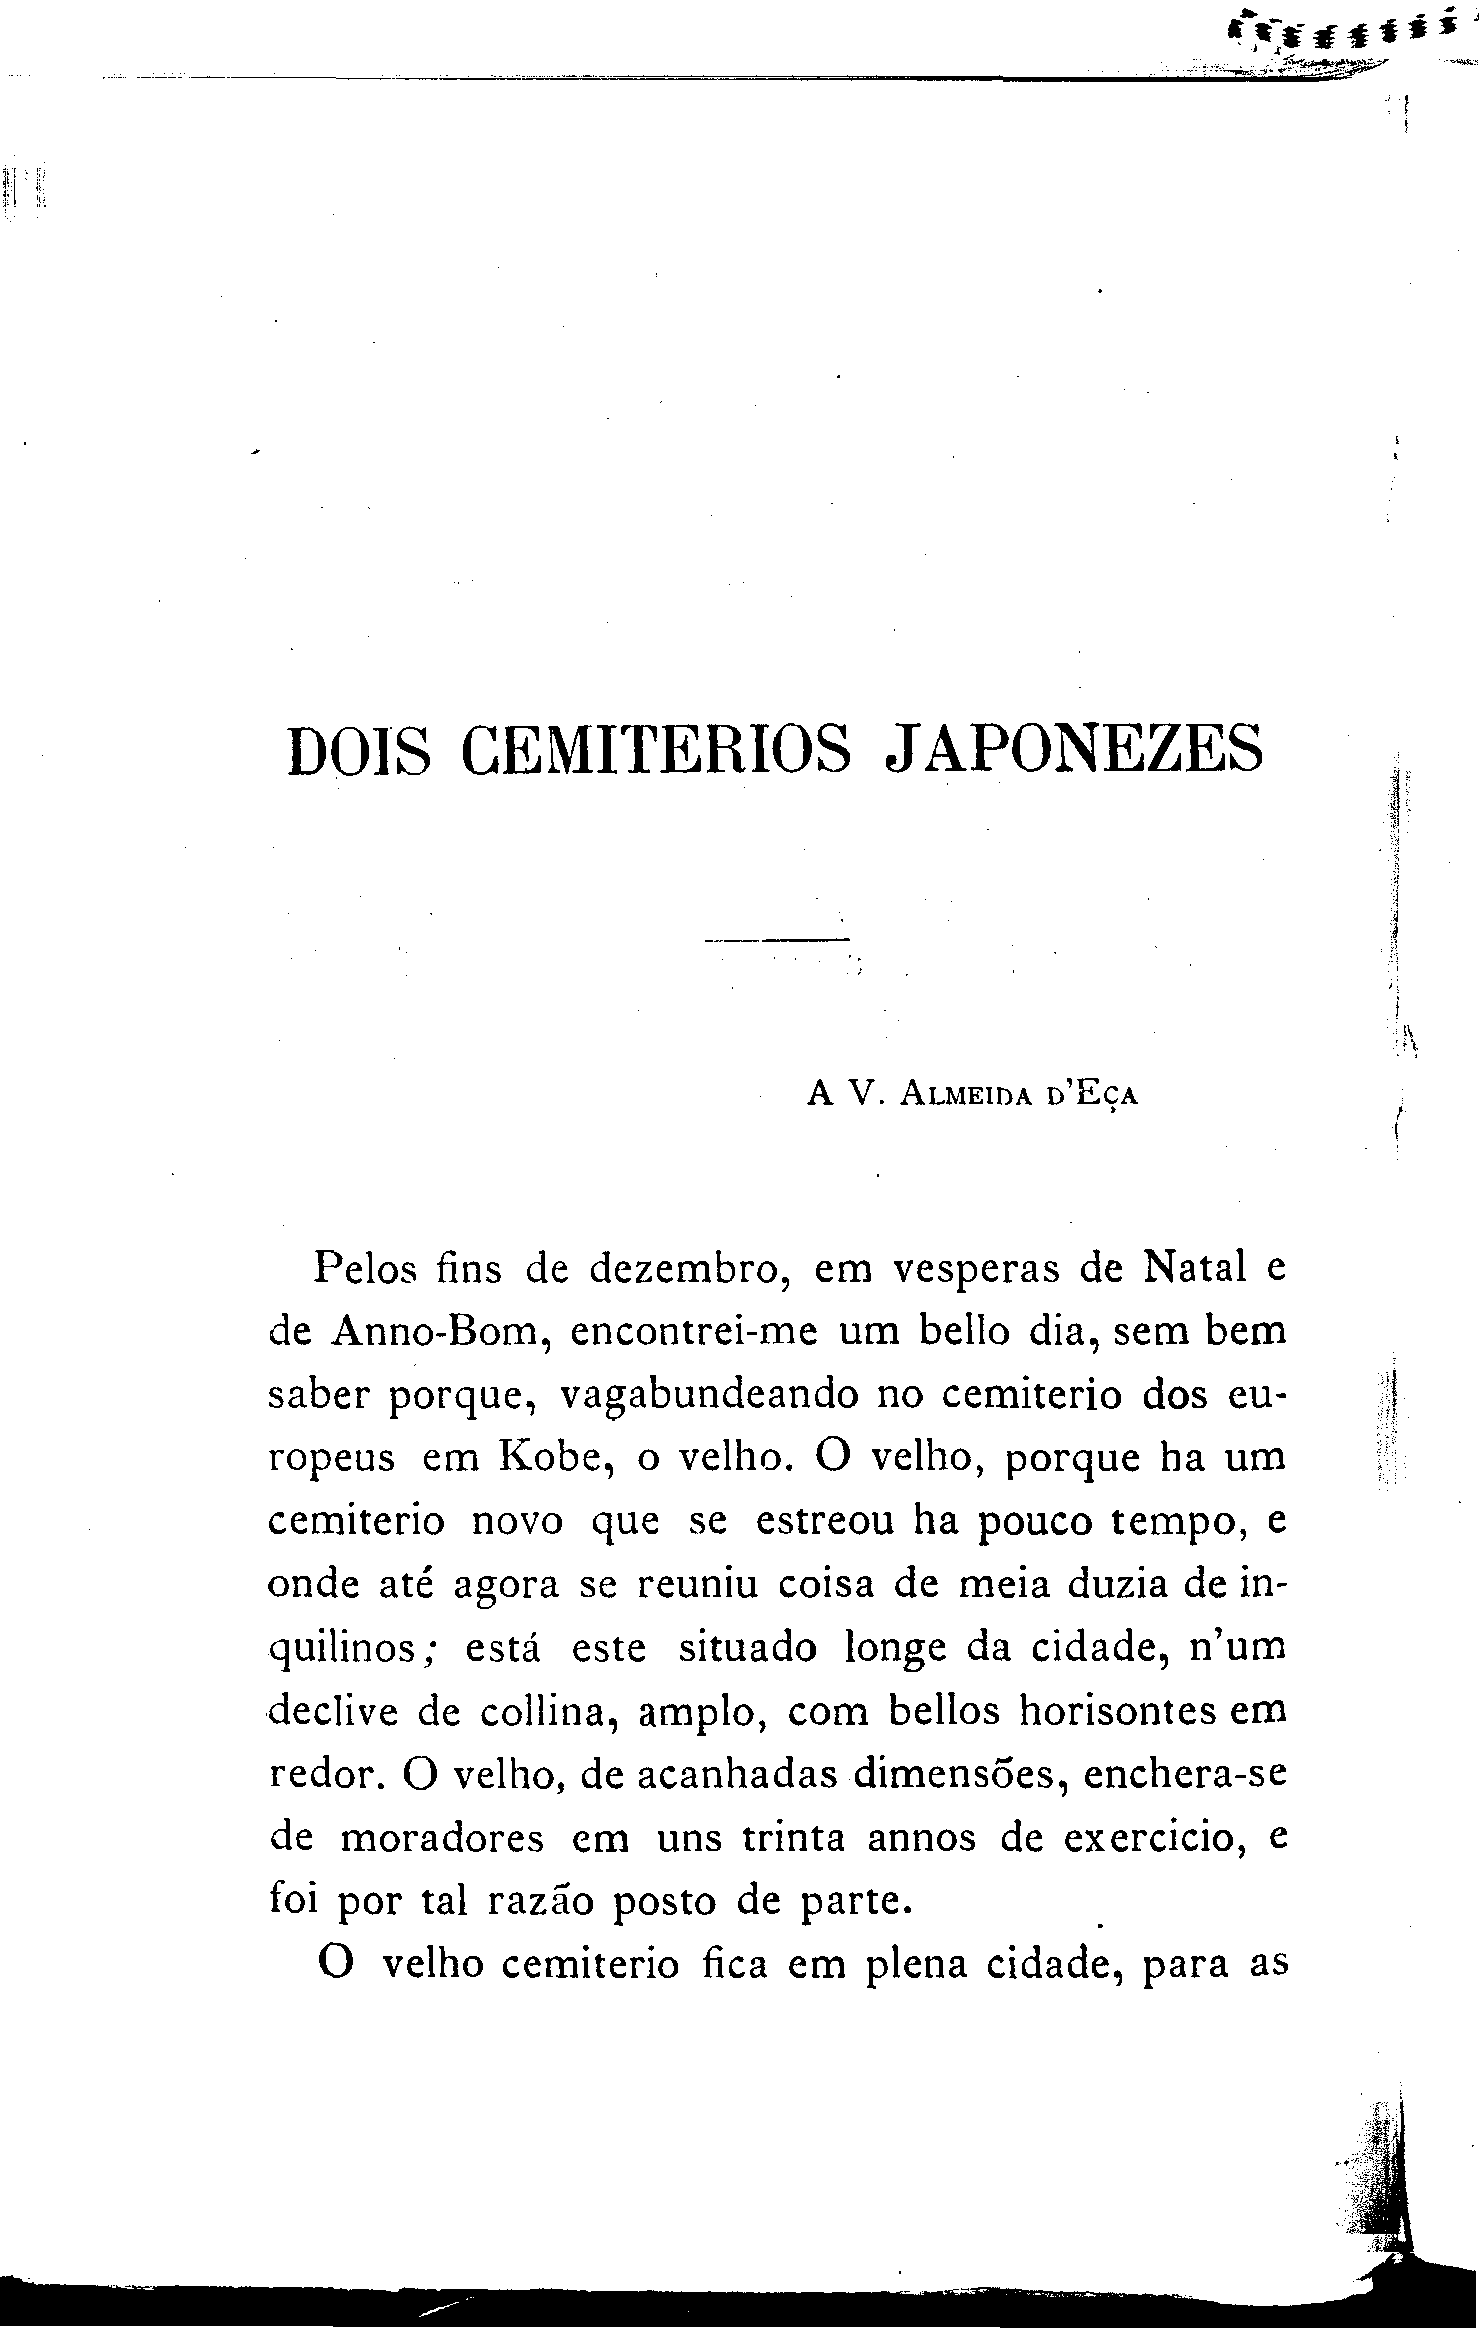 DOIS CEMITERIOS JAPONEZES
A V. ALMEIDA D'EÇA
Pelos fins de dezembro, em vesperas de Natal e
de Anno-Bom, encontrei-me um bello dia, sem bem
saber porque, vagabundeando no cemiterio dos eu-
ropeus em Kobe, o velho. O velho, porque ha um
cemiterio novo que se estreou ha pouco tempo, e
onde até agora se reuniu coisa de meia duzia de in-
quilinos; está este situado longe da cidade, n'um
declive de collina, amplo, com bellos horisontes em
redor. O velho, de acanhadas dimensões, enchera-se
de moradores em uns trinta annos de exercicio, e
foi por tal razão posto de parte.
O velho cemiterio fica em plena cidade, para as